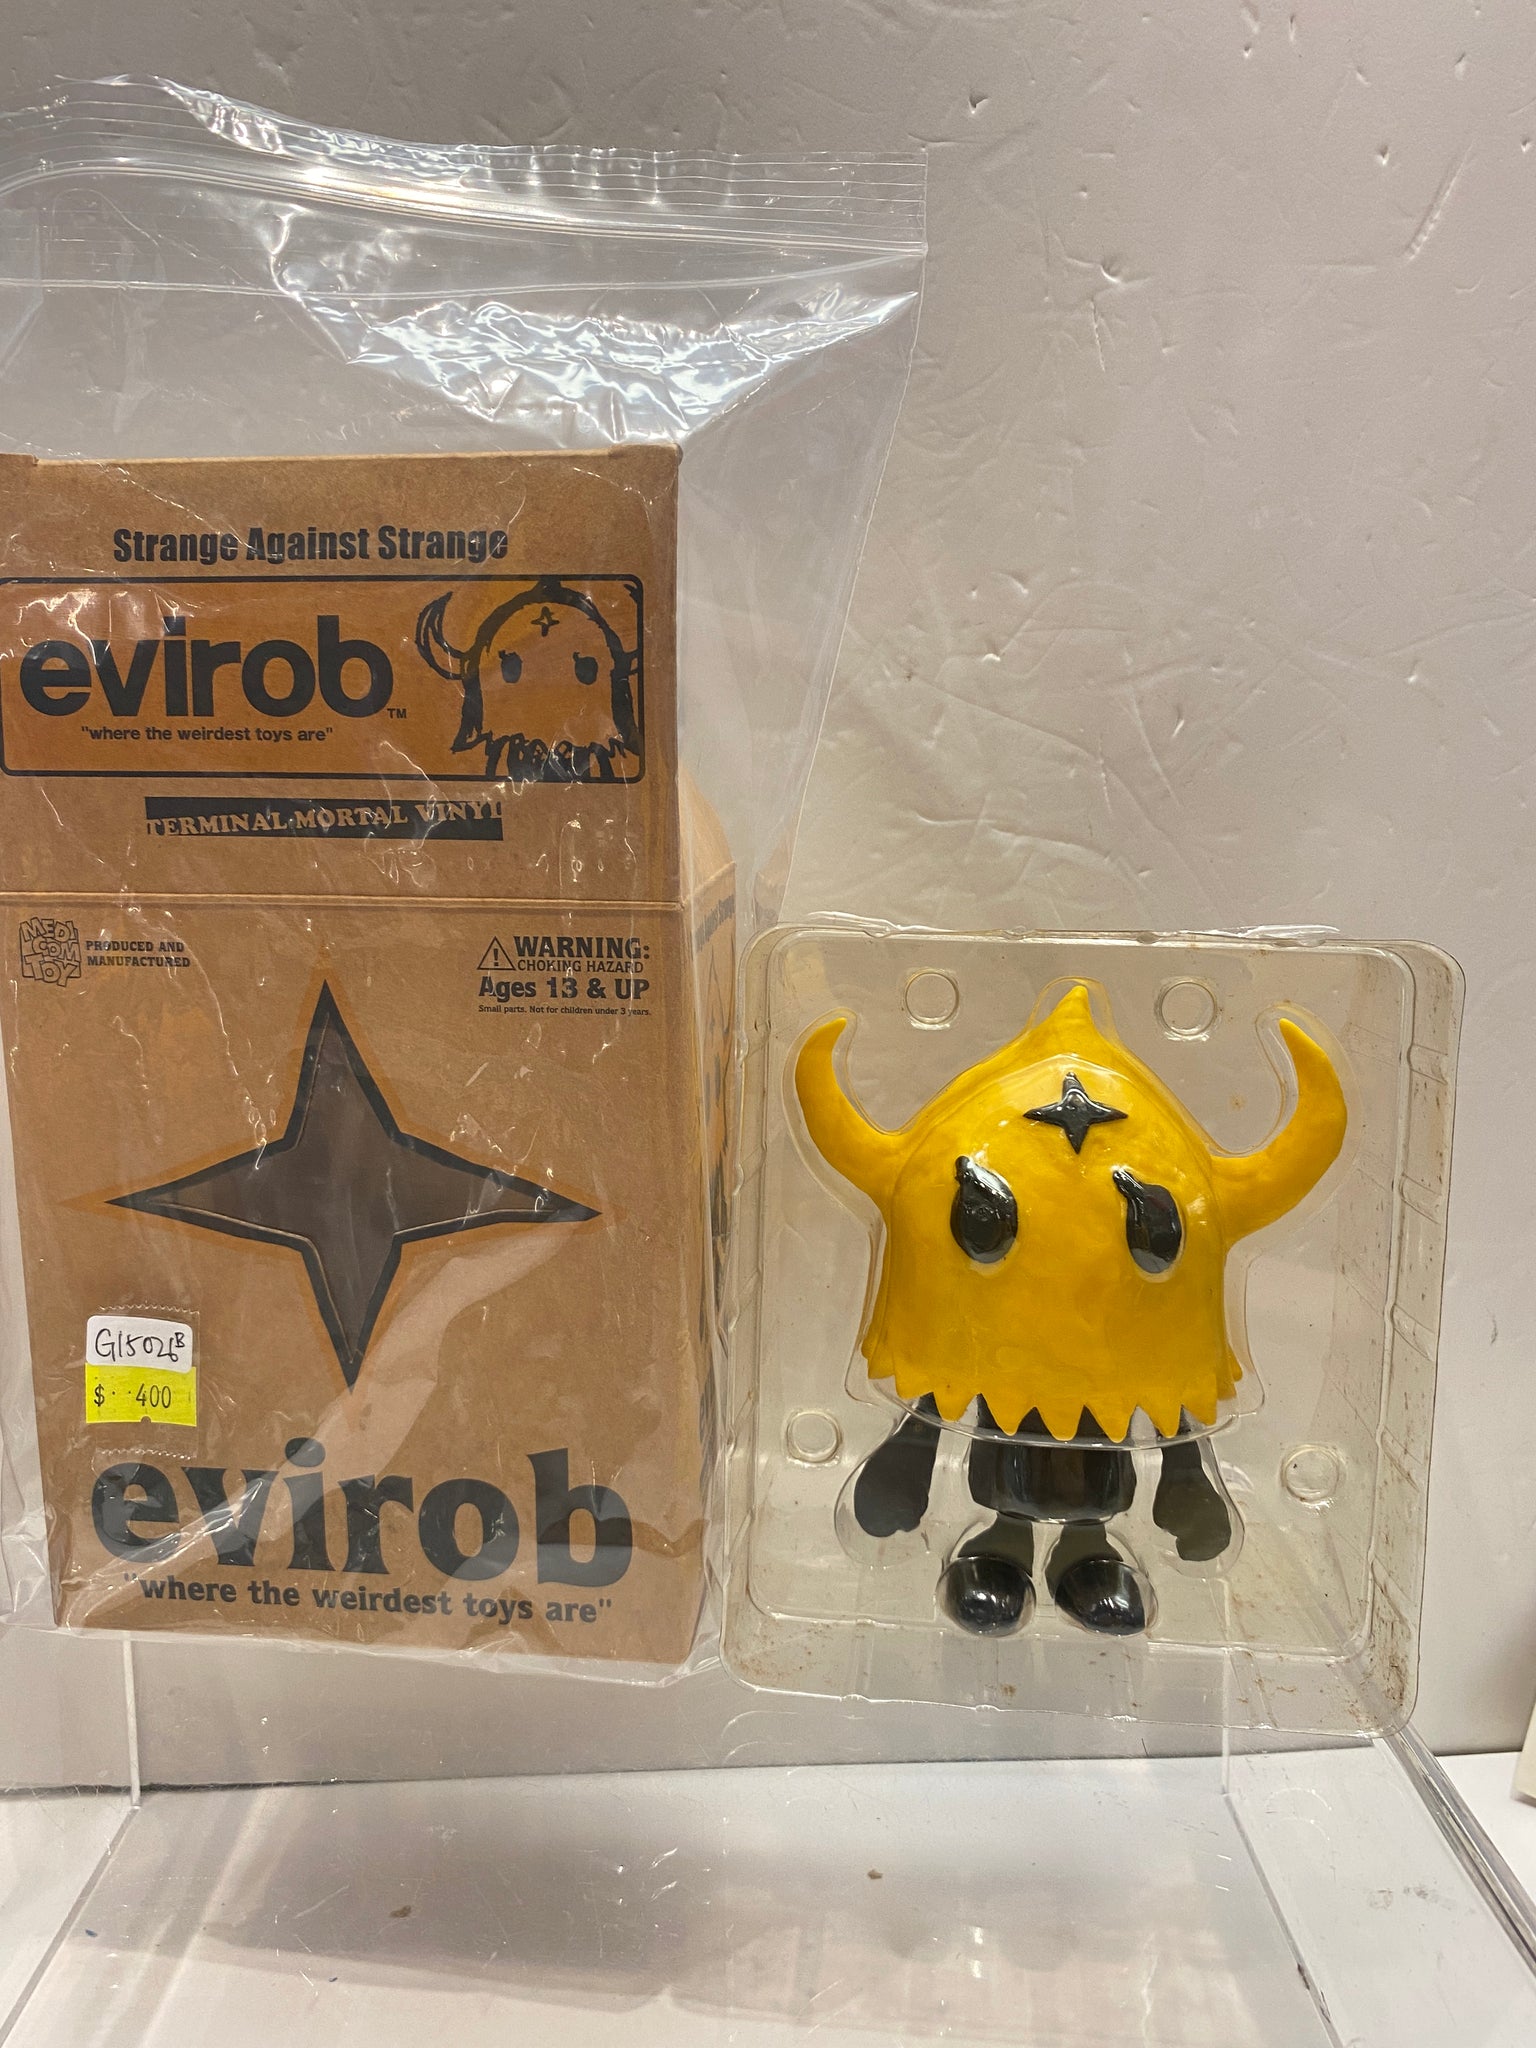 Strange Against Strange
evirob™
"where the weirdest toys are"
TERMINAL MORTAL VINYL
MEDI
COM
TOY
PRODUCED AND
MANUFACTURED
WARNING:
CHOKING HAZARD
Ages 13 & UP
Small parts. Not for children under 3 years.
G15026B
$ 400
evirob
"where the weirdest toys are"